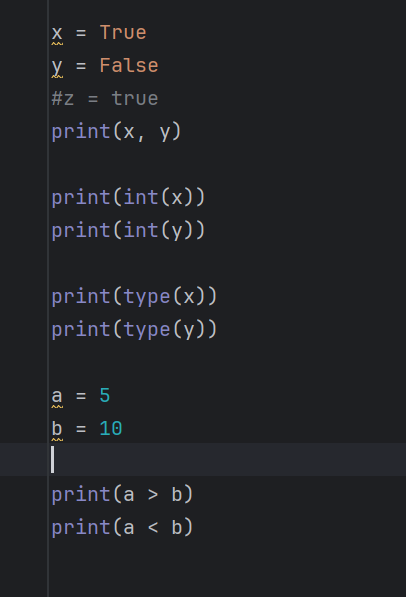 x = True
y = False
#z = true
print(x, y)
print(int(x))
print(int(y))
print(type(x))
print(type(y))
a = 5
b = 10
print(a > b)
print(a < b)